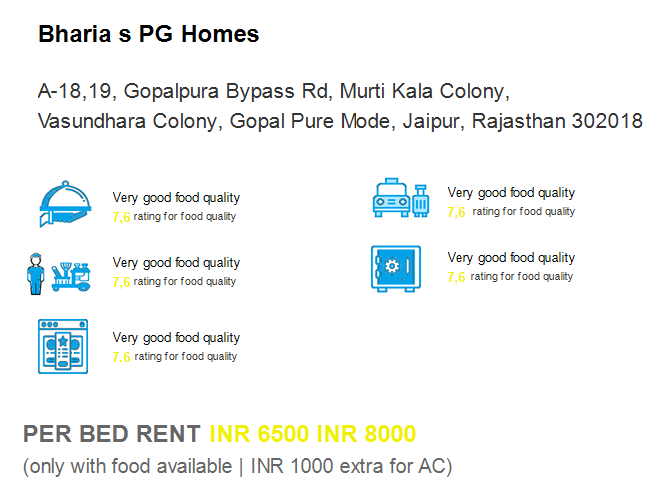 Bharia s PG Homes
A-18,19, Gopalpura Bypass Rd, Murti Kala Colony,
Vasundhara Colony, Gopal Pure Mode, Jaipur, Rajasthan 302018
Very good food quality
7,6 rating for food quality
Very good food quality
7,6 rating for food quality
Very good food quality
7.6 rating for food quality
Very good food quality
7,6 rating for food quality
Very good food quality
7,6 rating for food quality
PER BED RENT INR 6500 INR 8000
(only with food available | INR 1000 extra for AC)